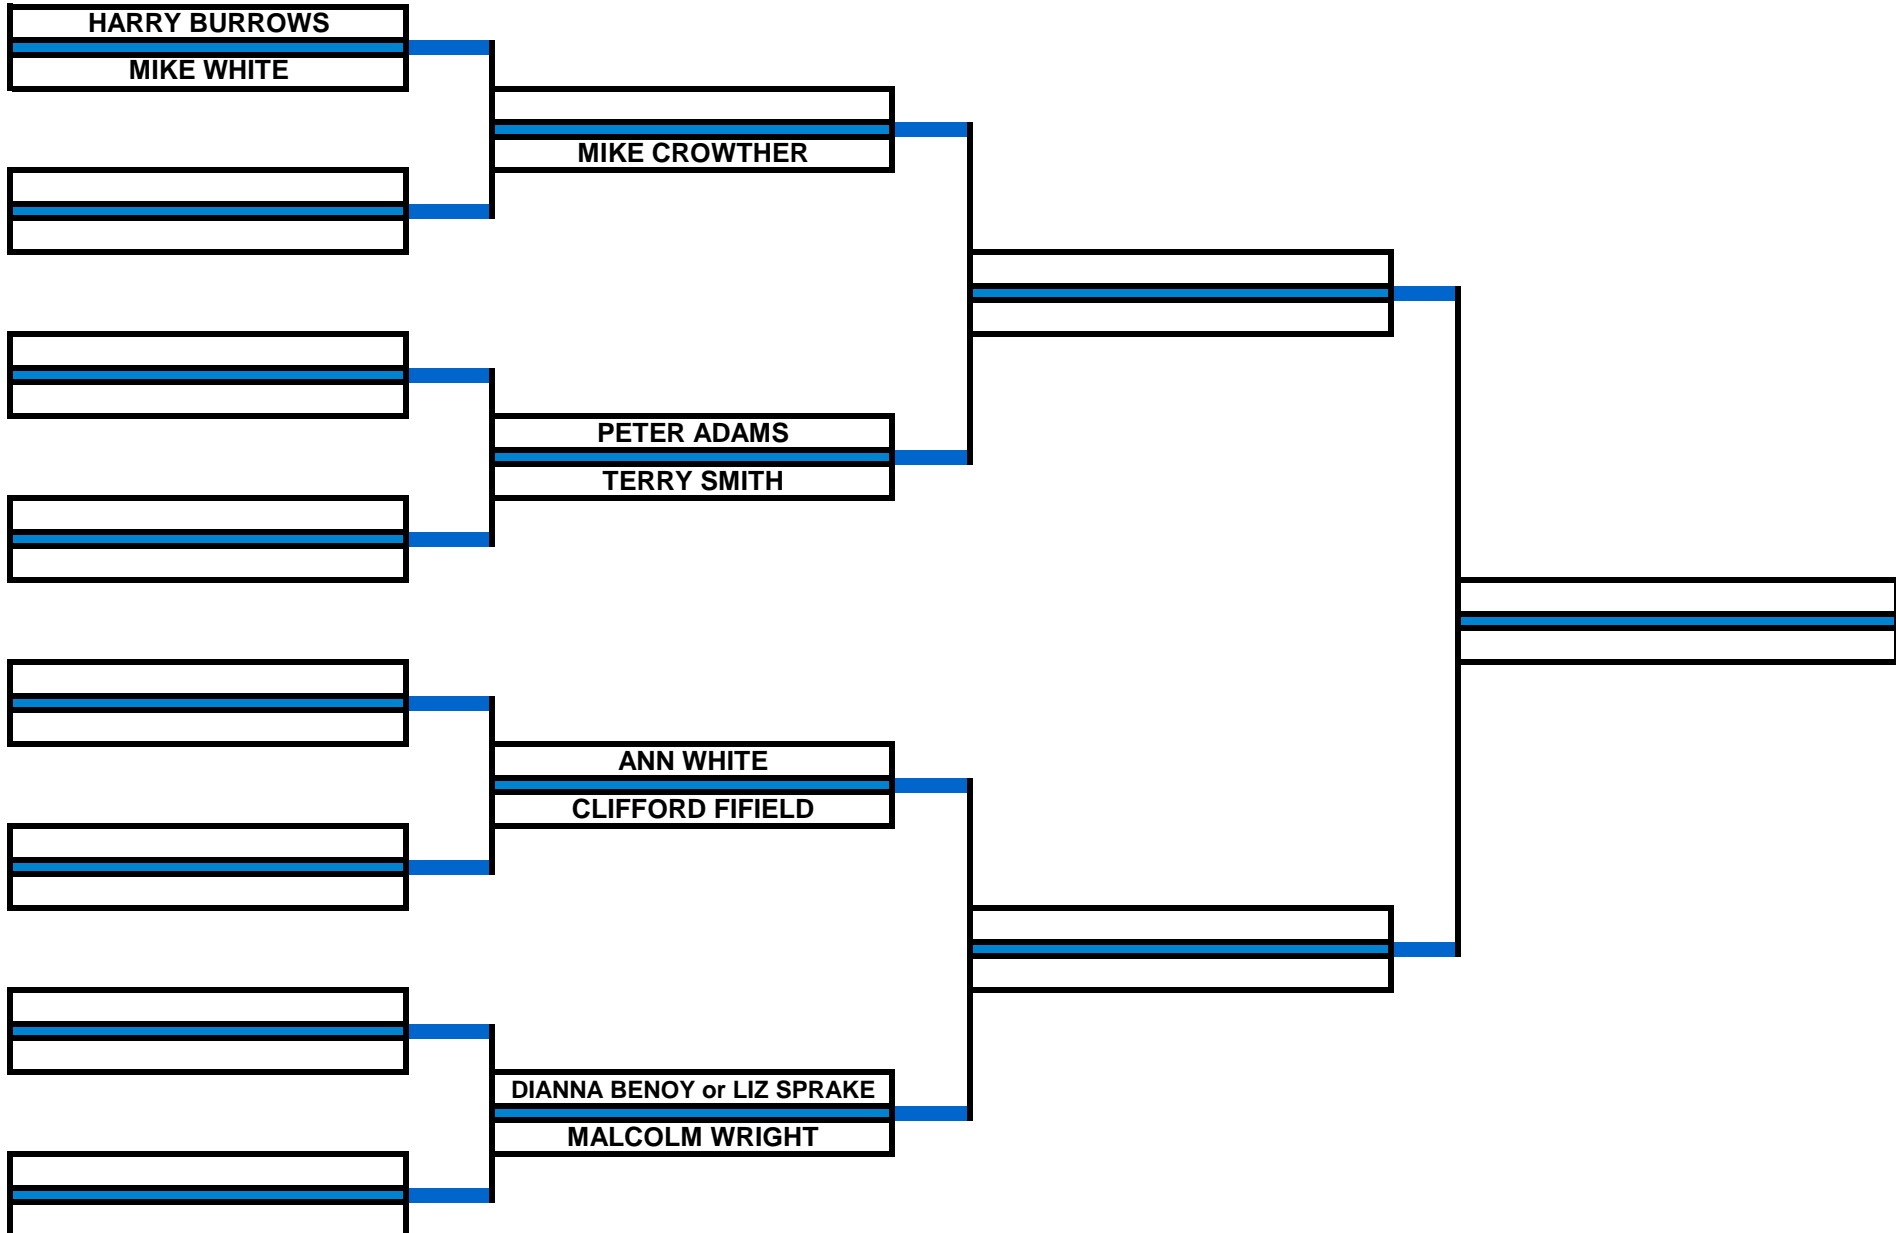 HARRY BURROWS
MIKE WHITE
MIKE CROWTHER
PETER ADAMS
TERRY SMITH
ANN WHITE
CLIFFORD FIFIELD
DIANNA BENOY or LIZ SPRAKE
MALCOLM WRIGHT